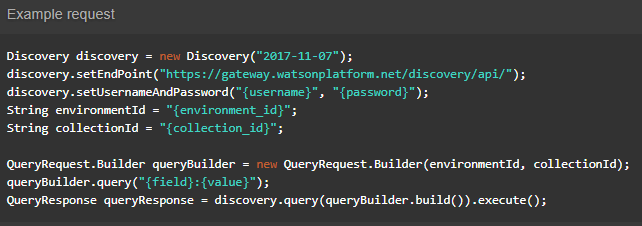 Example request
Discovery discovery = new Discovery("2017-11-07");
discovery.setEndPoint("https://gateway.watsonplatform.net/discovery/api/");
discovery.setUsernameAndPassword("{username}", "{password}");
String environmentId = "{environment_id}";
String collectionId = "{collection_id}";
QueryRequest.Builder queryBuilder = new QueryRequest.Builder(environmentId, collectionId);
queryBuilder.query("{field}:{value}");
QueryResponse queryResponse = discovery.query(queryBuilder.build()).execute();